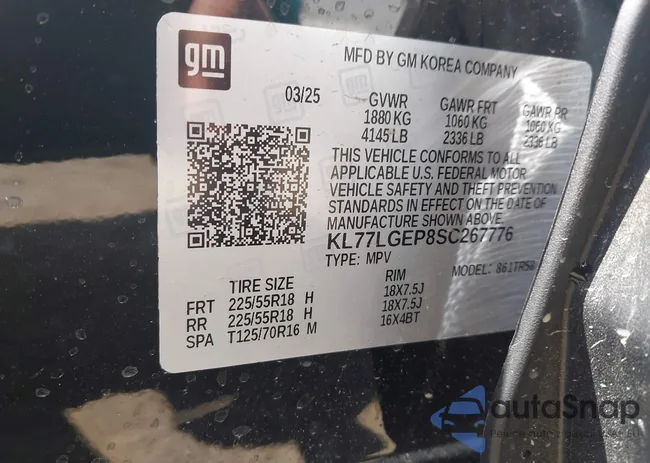 gm
MFD BY GM KOREA COMPANY
03/25 GVWR GAWR FRT GAWR RR
1880 KG 1060 KG 1060 KG
4145 LB 2336 LB 2336 LB
THIS VEHICLE CONFORMS TO ALL
APPLICABLE U.S. FEDERAL MOTOR
VEHICLE SAFETY AND THEFT PREVENTION
STANDARDS IN EFFECT ON THE DATE OF
MANUFACTURE SHOWN ABOVE.
KL77LGEP8SC267776
TYPE: MPV MODEL: 861TR58
TIRE SIZE RIM
FRT 225/55R18 H 18X7.5J
RR 225/55R18 H 18X7.5J
SPA T125/70R16 M 16X4BT
autaSnap